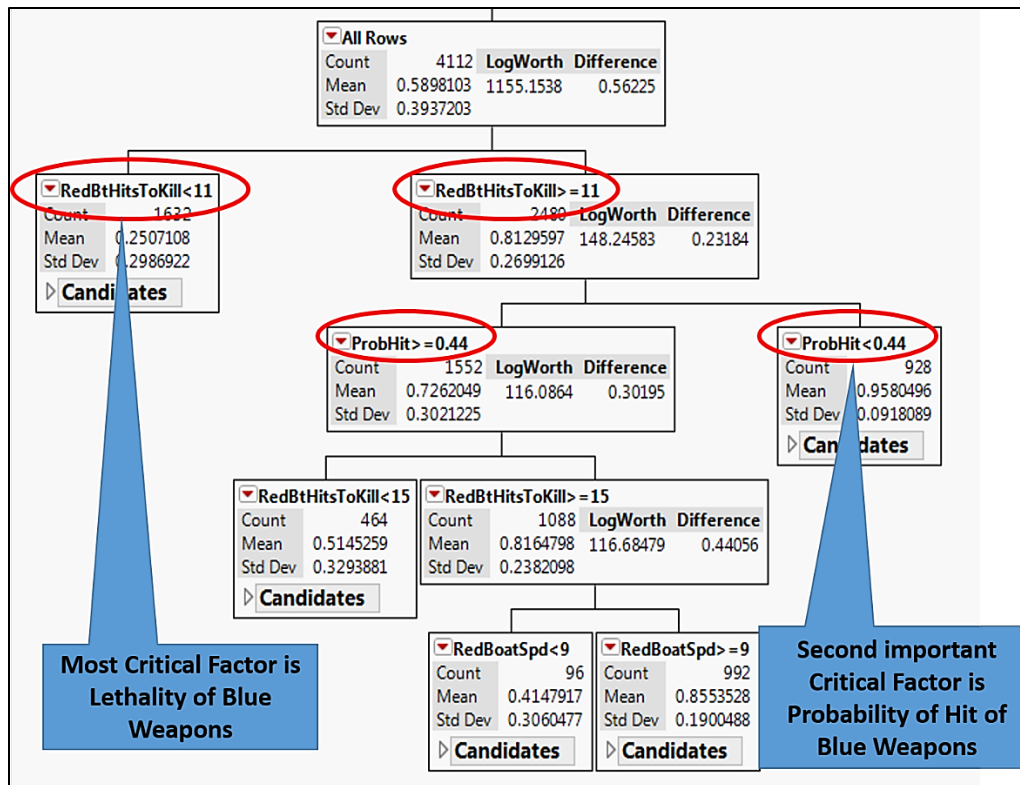 All Rows
Count 4112 LogWorth Difference
Mean 0.5898103 1155.1538 0.56225
Std Dev 0.3937203
RedBtHitsToKill<11
Count 1632
Mean 0.2507108
Std Dev 0.2986922
Candidates
RedBtHitsToKill>=11
Count 2480 LogWorth Difference
Mean 0.8129597 148.24583 0.23184
Std Dev 0.2699126
ProbHit>=0.44
Count 1552 LogWorth Difference
Mean 0.7262049 116.0864 0.30195
Std Dev 0.3021225
ProbHit<0.44
Count 928
Mean 0.9580496
Std Dev 0.0918089
Candidates
RedBtHitsToKill<15
Count 464
Mean 0.5145259
Std Dev 0.3293881
Candidates
RedBtHitsToKill>=15
Count 1088 LogWorth Difference
Mean 0.8164798 116.68479 0.44056
Std Dev 0.2382098
RedBoatSpd<9
Count 96
Mean 0.4147917
Std Dev 0.3060477
Candidates
RedBoatSpd>=9
Count 992
Mean 0.8553528
Std Dev 0.1900488
Candidates
Most Critical Factor is
Lethality of Blue
Weapons
Second important
Critical Factor is
Probability of Hit of
Blue Weapons